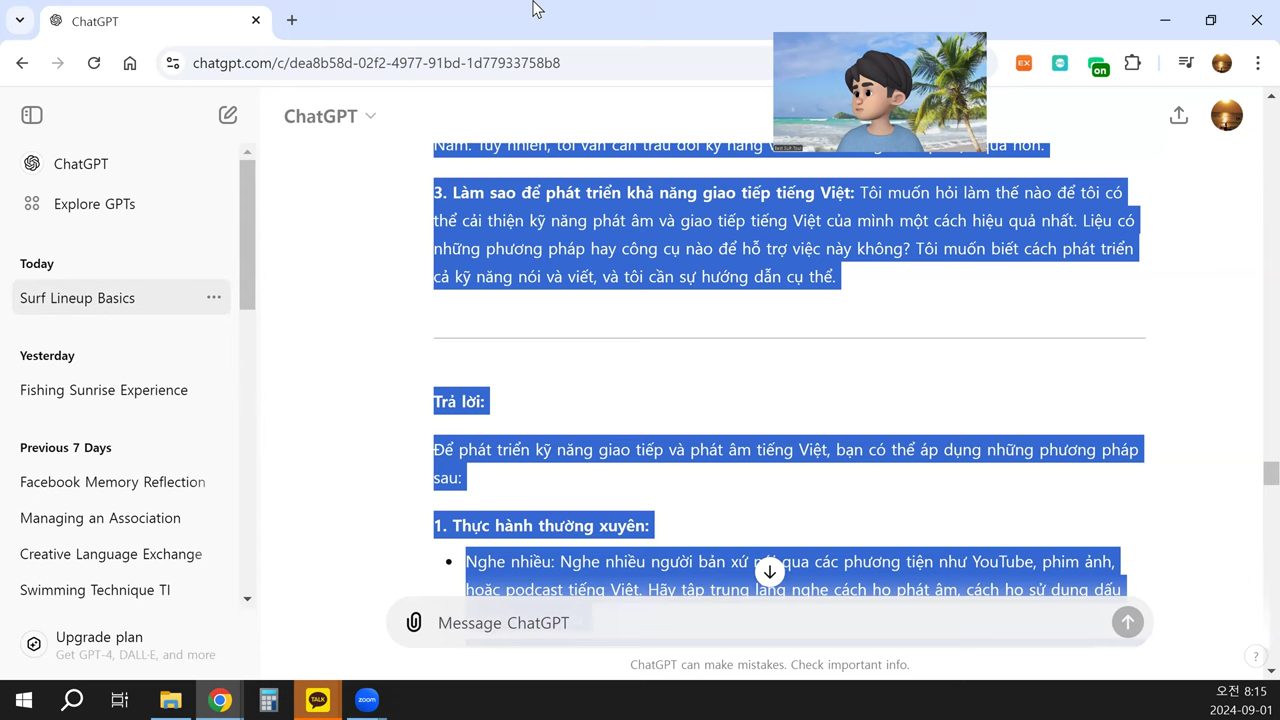 ChatGPT
chatgpt.com/c/dea8b58d-02f2-4977-91bd-1d77933758b8
EX
on
ChatGPT
ChatGPT
Explore GPTs
Today
Surf Lineup Basics
Yesterday
Fishing Sunrise Experience
Previous 7 Days
Facebook Memory Reflection
Managing an Association
Creative Language Exchange
Swimming Technique TI
Upgrade plan
Get GPT-4, DALL·E, and more
3. Làm sao để phát triển khả năng giao tiếp tiếng Việt: Tôi muốn hỏi làm thế nào để tôi có
thể cải thiện kỹ năng phát âm và giao tiếp tiếng Việt của mình một cách hiệu quả nhất. Liệu có
những phương pháp hay công cụ nào để hỗ trợ việc này không? Tôi muốn biết cách phát triển
cả kỹ năng nói và viết, và tôi cần sự hướng dẫn cụ thể.
Trả lời:
Để phát triển kỹ năng giao tiếp và phát âm tiếng Việt, bạn có thể áp dụng những phương pháp
sau:
1. Thực hành thường xuyên:
Nghe nhiều: Nghe nhiều người bản xứ qua các phương tiện như YouTube, phim ảnh,
hoặc podcast tiếng Việt. Hãy tập trung lắng nghe cách họ phát âm, cách họ sử dụng dấu
Message ChatGPT
ChatGPT can make mistakes. Check important info.
?
TALK
zoom
오전 8:15
2024-09-01